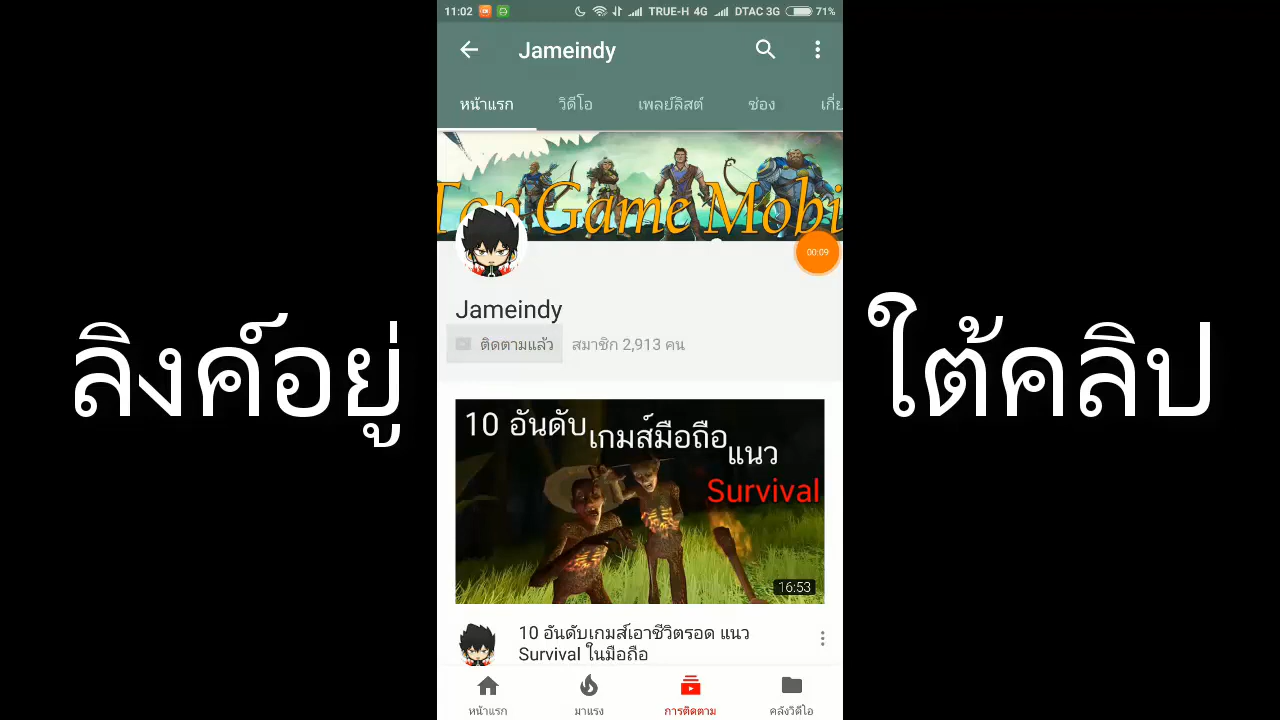 11:02 TRUE-H 4G DTAC 3G 71%
Jameindy
หน้าแรก วิดีโอ เพลย์ลิสต์ ช่อง
Top Game Mobi
00:09
Jameindy
ติดตามแล้ว สมาชิก 2,913 คน
ลิงค์อยู่ ใต้คลิป
10 อันดับเกมส์มือถือแนว
Survival
16:53
10 อันดับเกมส์เอาชีวิตรอด แนว
Survival ในมือถือ
หน้าแรก มาแรง การติดตาม คลังวิดีโอ